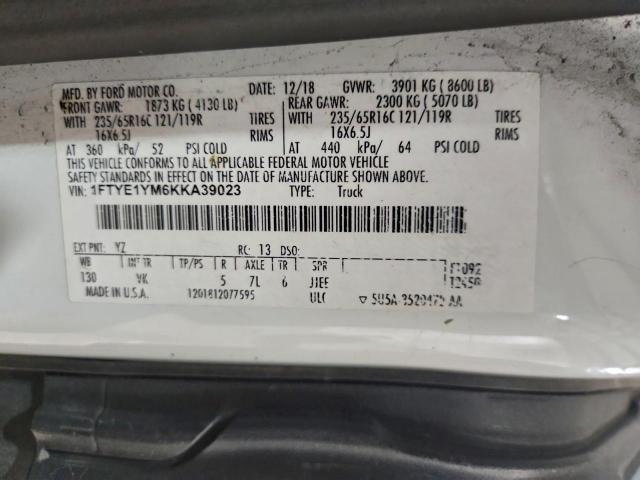 MFD. BY FORD MOTOR CO. DATE: 12/18 GVWR: 3901 KG ( 8600 LB)
FRONT GAWR: 1873 KG ( 4130 LB) REAR GAWR: 2300 KG ( 5070 LB)
WITH 235/65R16C 121/119R TIRES WITH 235/65R16C 121/119R TIRES
16X6.5J RIMS 16X6.5J RIMS
AT 360 kPa/ 52 PSI COLD AT 440 kPa/ 64 PSI COLD
THIS VEHICLE CONFORMS TO ALL APPLICABLE FEDERAL MOTOR VEHICLE
SAFETY STANDARDS IN EFFECT ON THE DATE OF MANUFACTURE SHOWN ABOVE.
VIN: 1FTYE1YM6KKA39023 TYPE: Truck
EXT PNT: YZ RC: 13 DSO:
WB INT TR TP/PS R AXLE TR SPR
130 VK 5 7L 6
MADE IN U.S.A. 1201812077595 ULC